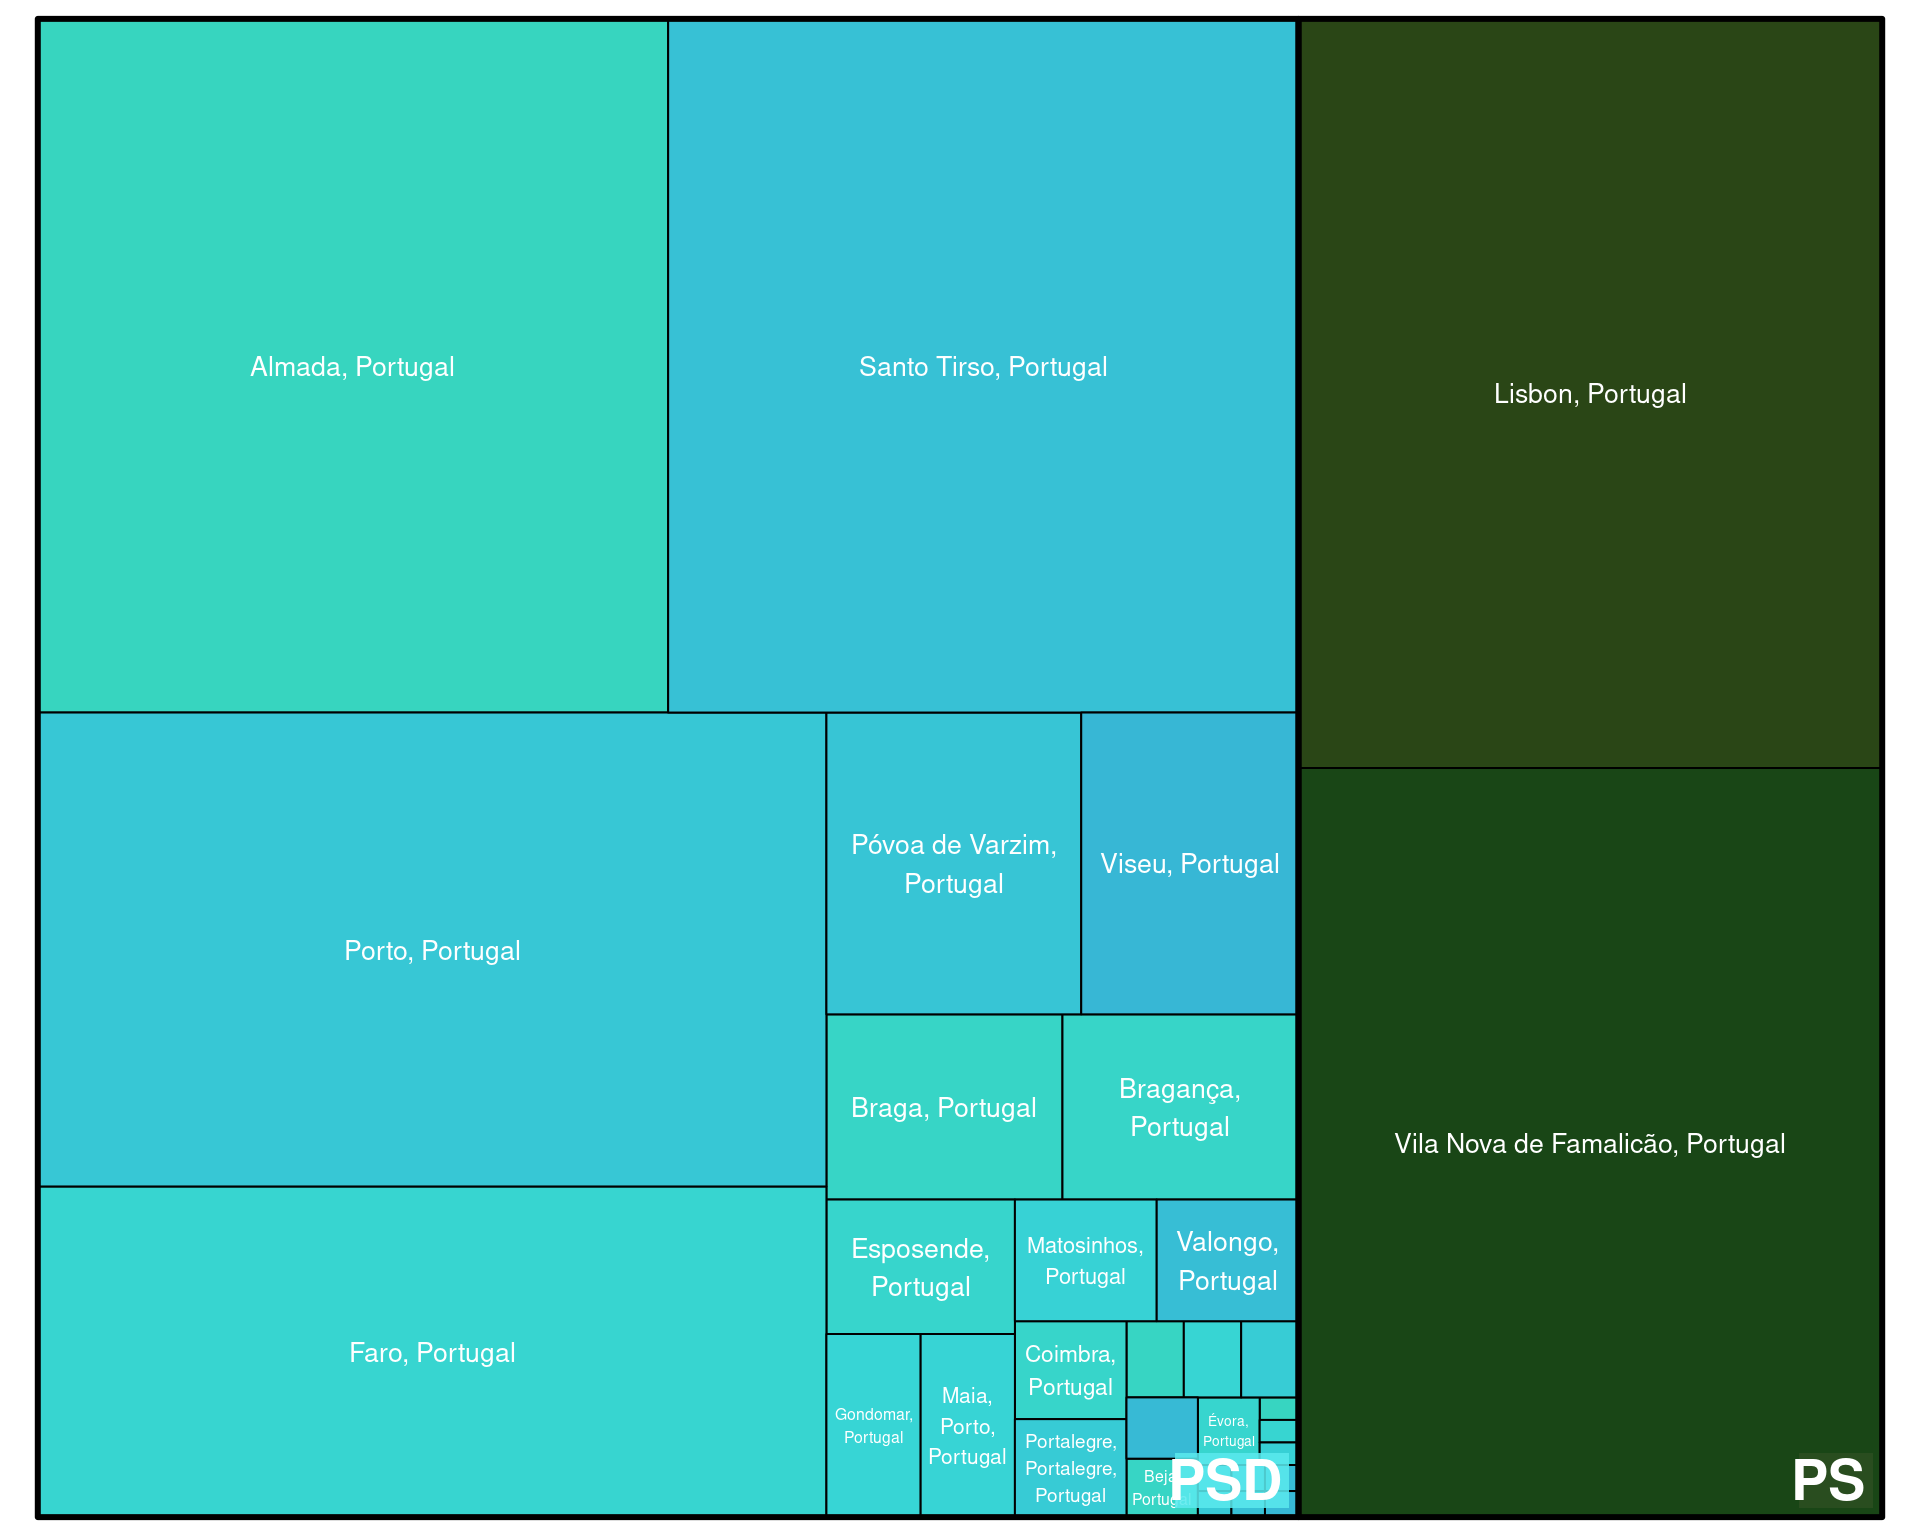 Almada, Portugal
Santo Tirso, Portugal
Lisbon, Portugal
Porto, Portugal
Póvoa de Varzim,
Portugal
Viseu, Portugal
Braga, Portugal
Bragança,
Portugal
Vila Nova de Famalicão, Portugal
Faro, Portugal
Esposende,
Portugal
Matosinhos,
Portugal
Valongo,
Portugal
Gondomar,
Portugal
Maia,
Porto,
Portugal
Coimbra,
Portugal
Portalegre,
Portalegre,
Portugal
Évora,
Portugal
Beja
Portugal
PSD
PS